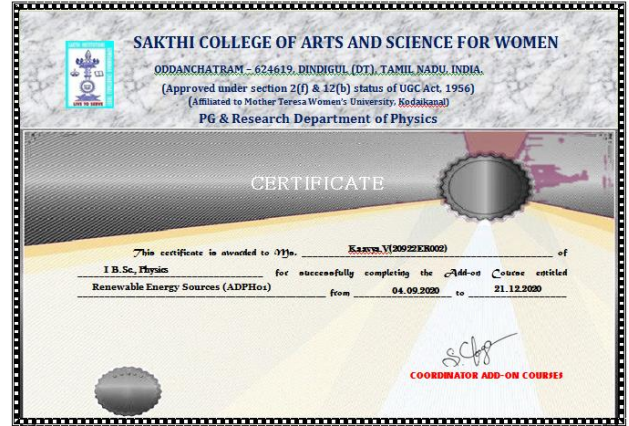 SAKTHI COLLEGE OF ARTS AND SCIENCE FOR WOMEN
ODDANCHATRAM – 624619, DINDIGUL (DT), TAMIL NADU, INDIA.
(Approved under section 2(f) & 12(b) status of UGC Act, 1956)
(Affiliated to Mother Teresa Women's University, Kodaikanal)
PG & Research Department of Physics
LIVE TO SERVE
CERTIFICATE
This certificate is awarded to Ms. Kaavya.V(20922ER002) of
I B.Sc., Physics for successfully completing the Add-on Course entitled
Renewable Energy Sources (ADPH01) from 04.09.2020 to 21.12.2020
COORDINATOR ADD-ON COURSES